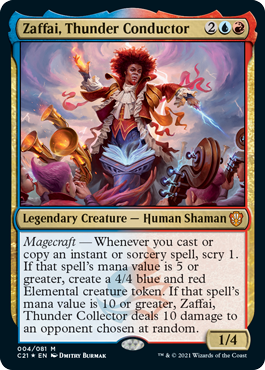 Zaffai, Thunder Conductor 2
Legendary Creature — Human Shaman
Magecraft — Whenever you cast or
copy an instant or sorcery spell, scry 1.
If that spell's mana value is 5 or
greater, create a 4/4 blue and red
Elemental creature token. If that spell's
mana value is 10 or greater, Zaffai,
Thunder Collector deals 10 damage to
an opponent chosen at random.
1/4
004/081 M
C21 ★ EN Dmitry Burmak
™ & © 2021 Wizards of the Coast